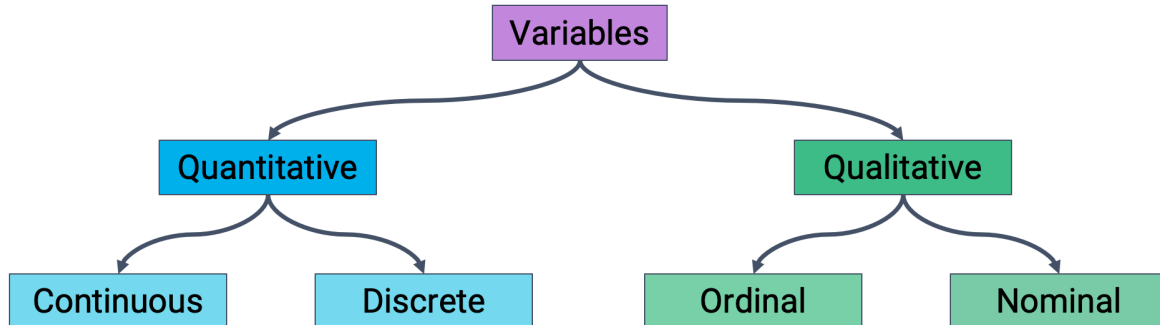 Variables
Quantitative
Qualitative
Continuous
Discrete
Ordinal
Nominal